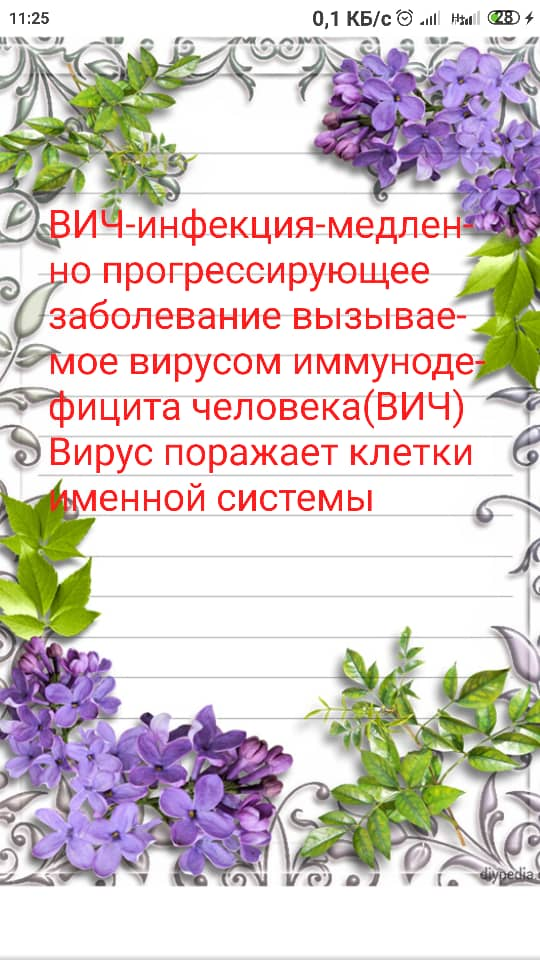 11:25 0,1 КБ/с 28
ВИЧ-инфекция-медлен-
но прогрессирующее
заболевание вызывае-
мое вирусом иммуноде-
фицита человека(ВИЧ)
Вирус поражает клетки
именной системы
diypedia.